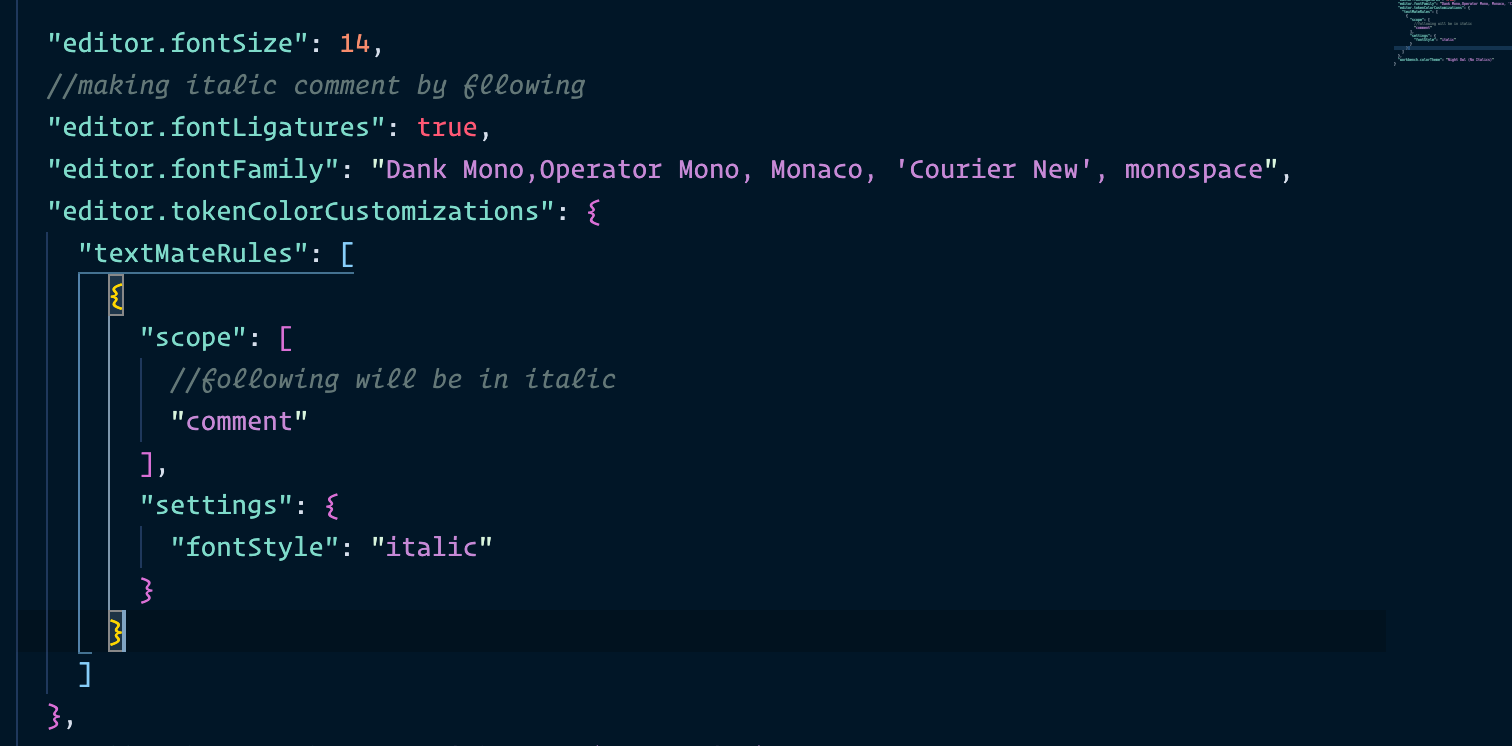 "editor.fontSize": 14,
//making italic comment by fllowing
"editor.fontLigatures": true,
"editor.fontFamily": "Dank Mono,Operator Mono, Monaco, 'Courier New', monospace",
"editor.tokenColorCustomizations": {
"textMateRules": [
{
"scope": [
//following will be in italic
"comment"
],
"settings": {
"fontStyle": "italic"
}
}
]
},